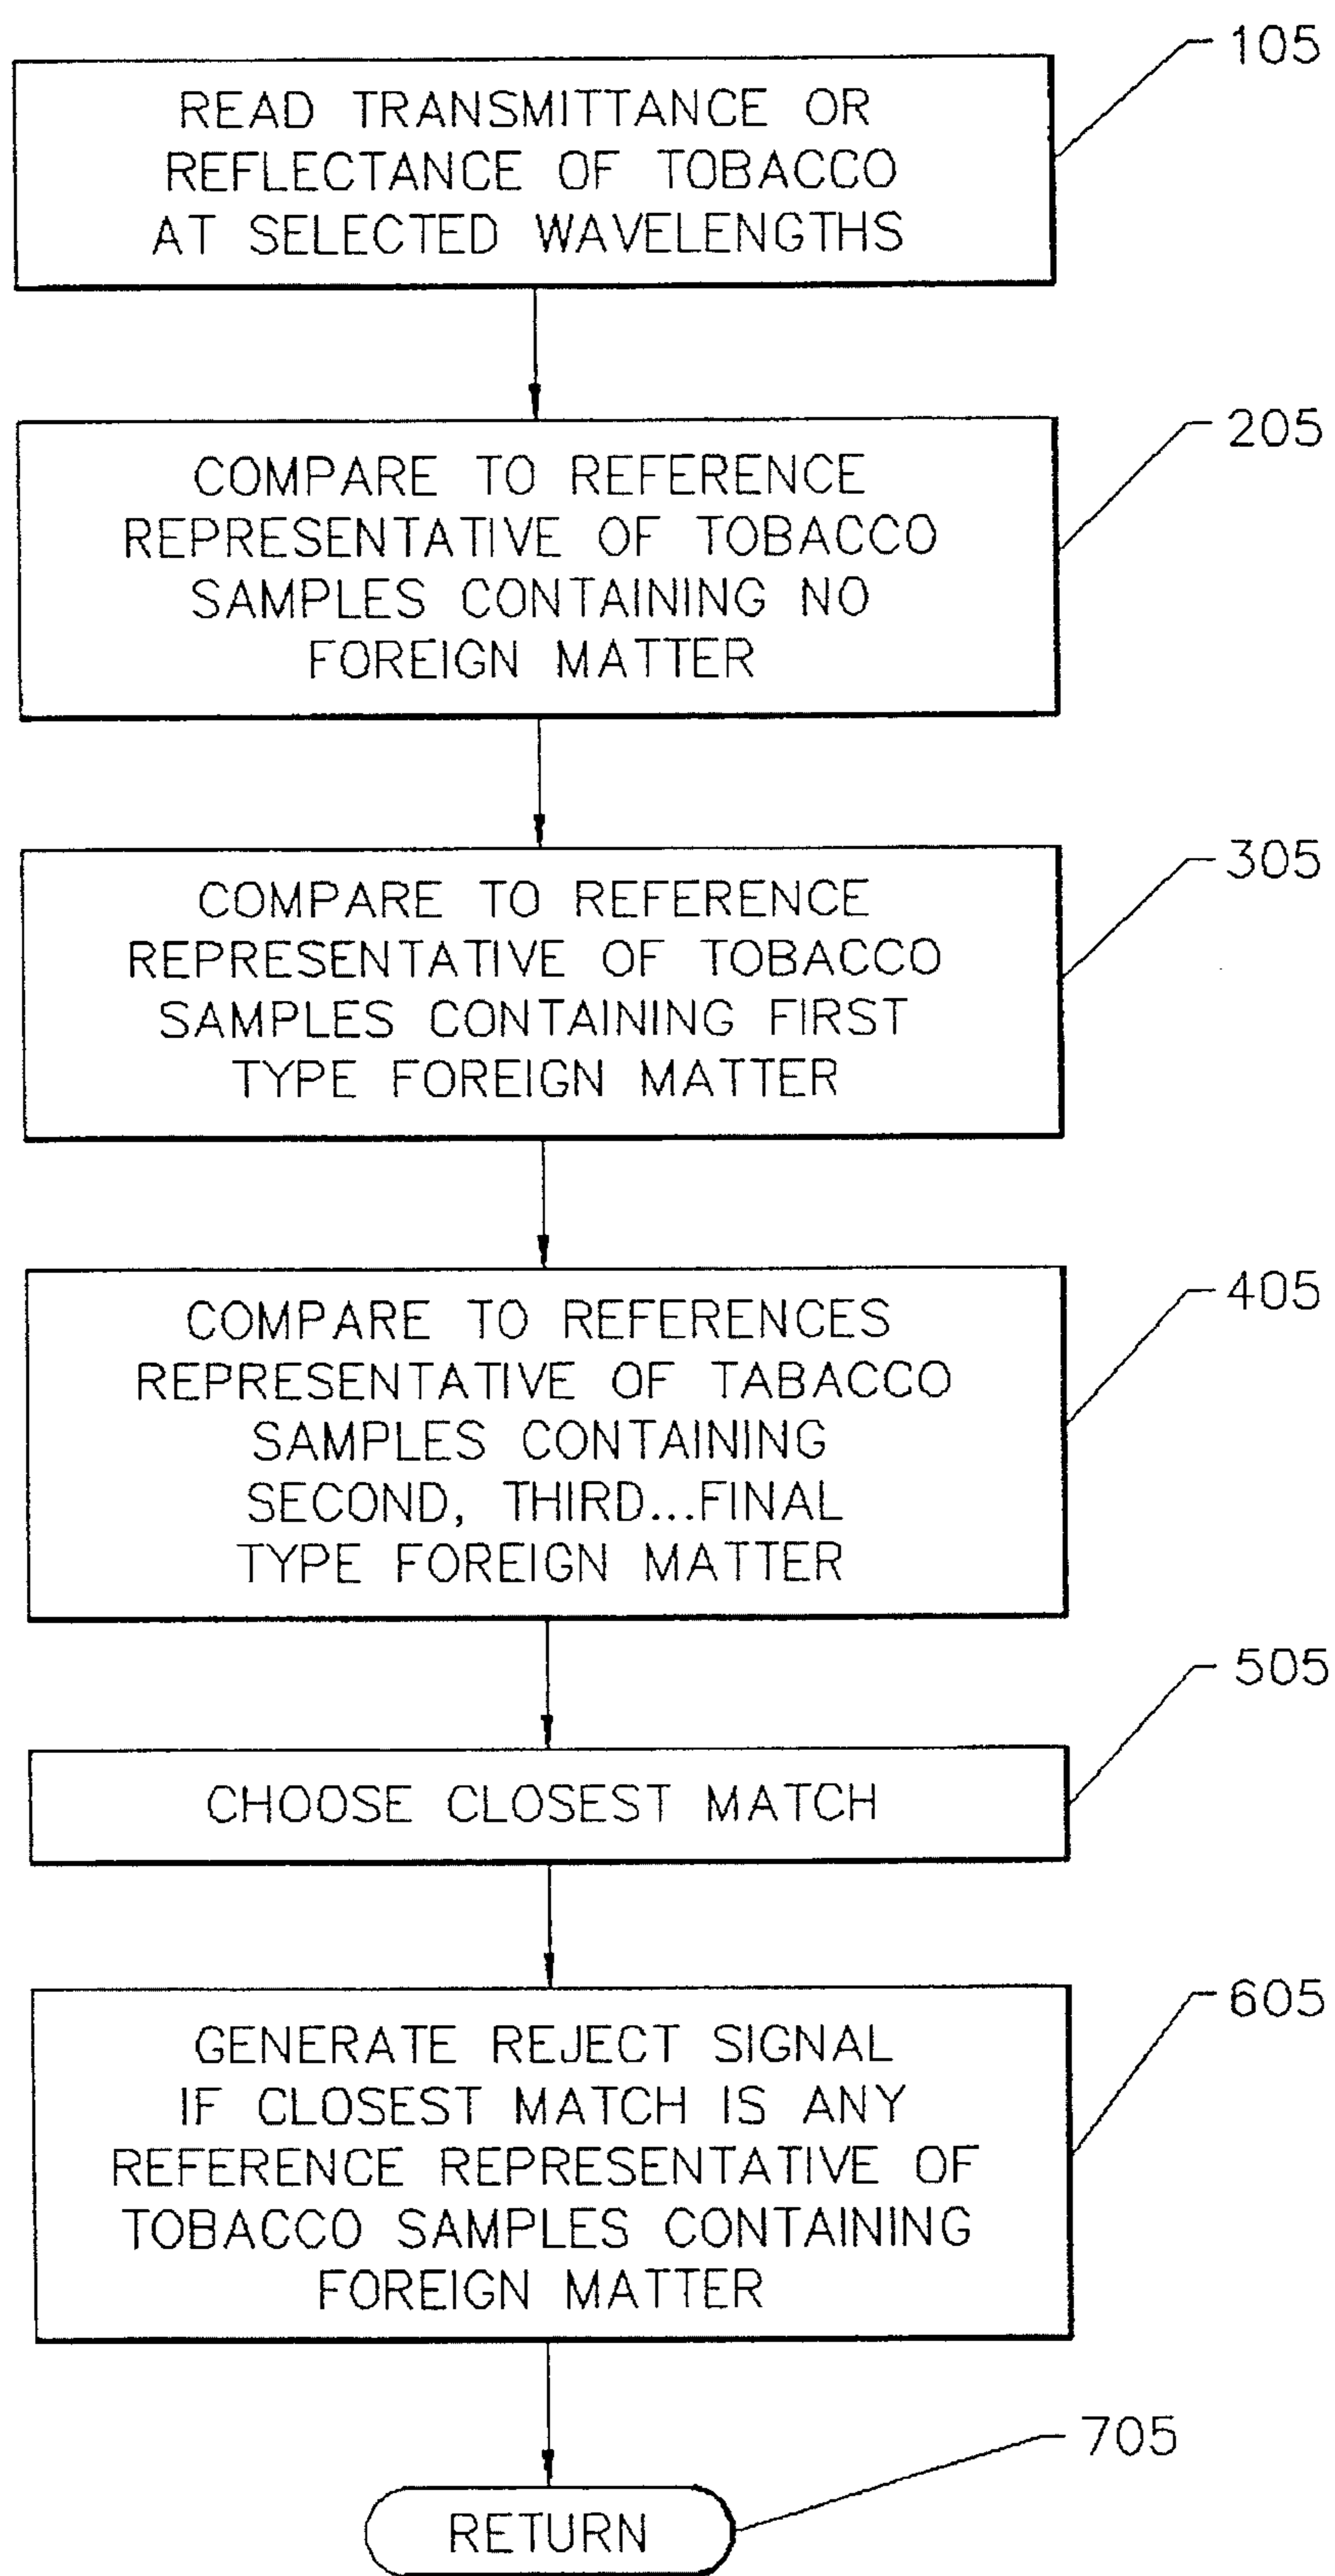 105
READ TRANSMITTANCE OR
REFLECTANCE OF TOBACCO
AT SELECTED WAVELENGTHS
205
COMPARE TO REFERENCE
REPRESENTATIVE OF TOBACCO
SAMPLES CONTAINING NO
FOREIGN MATTER
305
COMPARE TO REFERENCE
REPRESENTATIVE OF TOBACCO
SAMPLES CONTAINING FIRST
TYPE FOREIGN MATTER
405
COMPARE TO REFERENCES
REPRESENTATIVE OF TABACCO
SAMPLES CONTAINING
SECOND, THIRD...FINAL
TYPE FOREIGN MATTER
505
CHOOSE CLOSEST MATCH
605
GENERATE REJECT SIGNAL
IF CLOSEST MATCH IS ANY
REFERENCE REPRESENTATIVE OF
TOBACCO SAMPLES CONTAINING
FOREIGN MATTER
705
RETURN